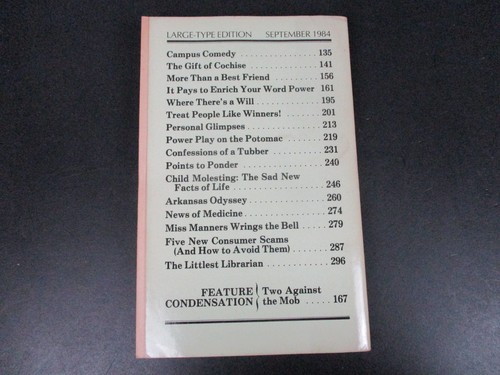 LARGE-TYPE EDITION SEPTEMBER 1984
Campus Comedy ............ 135
The Gift of Cochise ............ 141
More Than a Best Friend ......... 156
It Pays to Enrich Your Word Power 161
Where There's a Will ............ 195
Treat People Like Winners! ....... 201
Personal Glimpses ............ 213
Power Play on the Potomac ....... 219
Confessions of a Tubber .......... 231
Points to Ponder ............ 240
Child Molesting: The Sad New
Facts of Life ............ 246
Arkansas Odyssey ............ 260
News of Medicine ............ 274
Miss Manners Wrings the Bell ..... 279
Five New Consumer Scams
(And How to Avoid Them) ....... 287
The Littlest Librarian ............ 296
FEATURE { Two Against
CONDENSATION { the Mob ..... 167